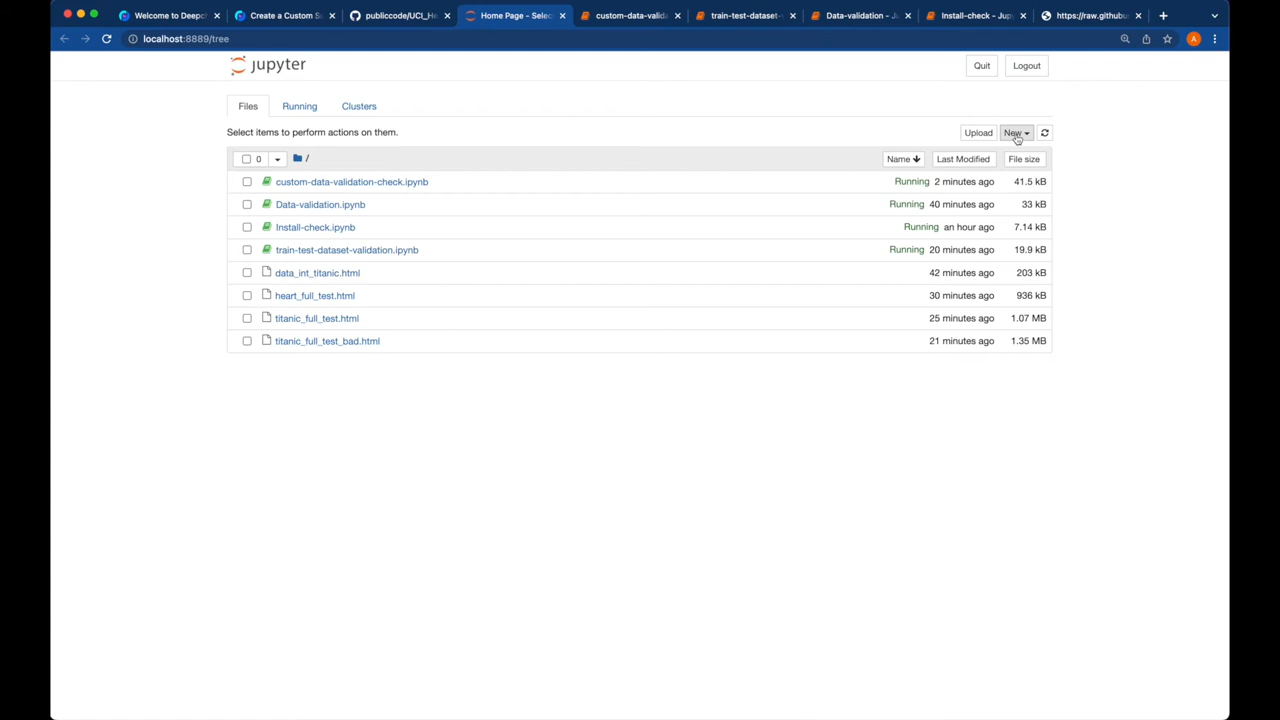 Welcome to Deepch
Create a Custom S
publiccode/UCI_He
Home Page - Selec
custom-data-valida
train-test-dataset-
Data-validation - J
Install-check - Jup
https://raw.githubu
localhost:8889/tree
jupyter
Quit
Logout
Files
Running
Clusters
Select items to perform actions on them.
Upload
New
0
/
Name
Last Modified
File size
custom-data-validation-check.ipynb Running 2 minutes ago 41.5 kB
Data-validation.ipynb Running 40 minutes ago 33 kB
Install-check.ipynb Running an hour ago 7.14 kB
train-test-dataset-validation.ipynb Running 20 minutes ago 19.9 kB
data_int_titanic.html 42 minutes ago 203 kB
heart_full_test.html 30 minutes ago 936 kB
titanic_full_test.html 25 minutes ago 1.07 MB
titanic_full_test_bad.html 21 minutes ago 1.35 MB